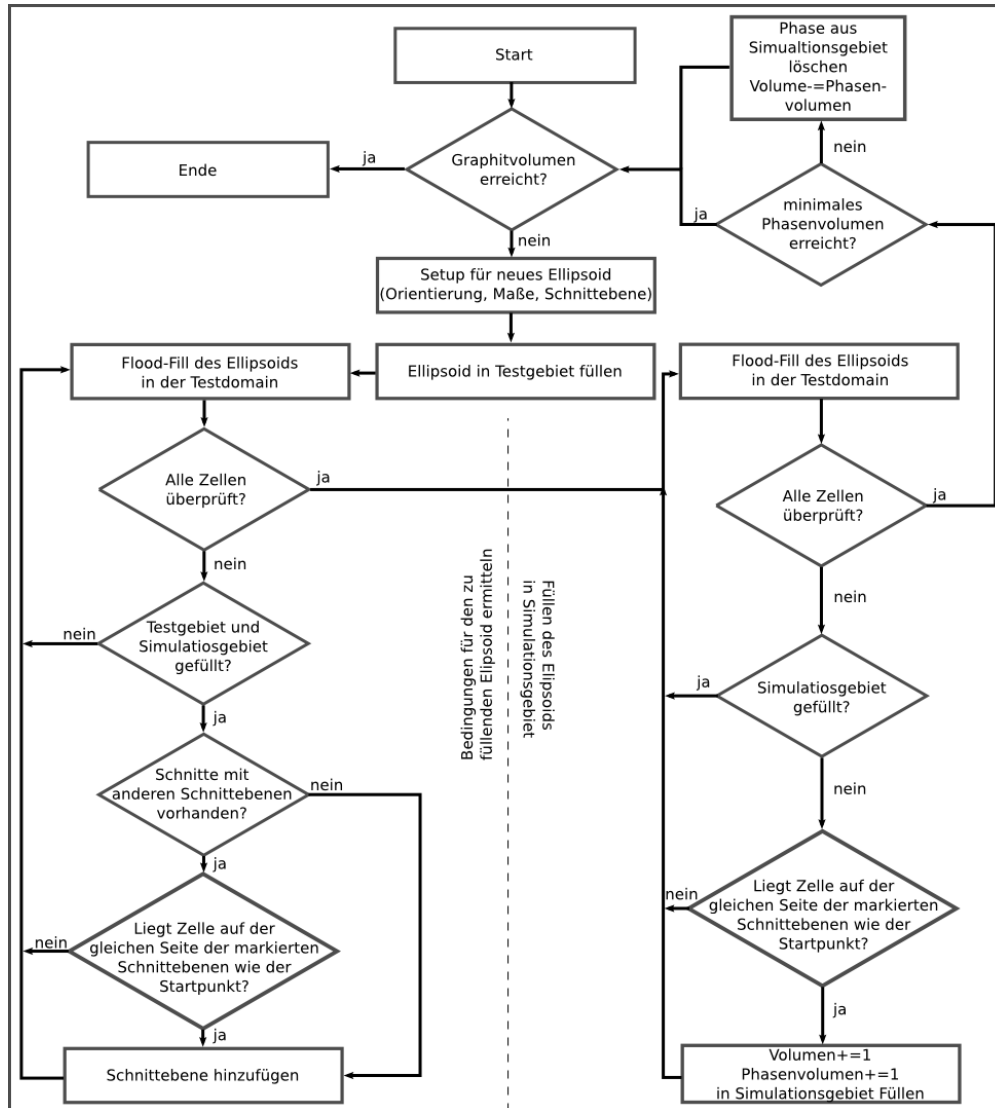 Start
Phase aus
Simualtionsgebiet
löschen
Volume-=Phasen-
volumen
ja
Ende
Graphitvolumen
erreicht?
nein
nein
ja
minimales
Phasenvolumen
erreicht?
Setup für neues Ellipsoid
(Orientierung, Maße, Schnittebene)
Flood-Fill des Ellipsoids
in der Testdomain
Ellipsoid in Testgebiet füllen
Flood-Fill des Ellipsoids
in der Testdomain
Alle Zellen
überprüft?
ja
nein
Testgebiet und
Simulatiosgebiet
gefüllt?
nein
ja
Schnitte mit
anderen Schnittebenen
vorhanden?
nein
ja
Liegt Zelle auf der
gleichen Seite der markierten
Schnittebenen wie der
Startpunkt?
nein
ja
Schnittebene hinzufügen
Bedingungen für den zu
füllenden Elipsoid ermitteln
Füllen des Elipsoids
in Simulationsgebiet
Alle Zellen
überprüft?
ja
nein
Simulatiosgebiet
gefüllt?
ja
nein
Liegt Zelle auf der
gleichen Seite der markierten
Schnittebenen wie der
Startpunkt?
nein
ja
Volumen+=1
Phasenvolumen+=1
in Simulationsgebiet Füllen